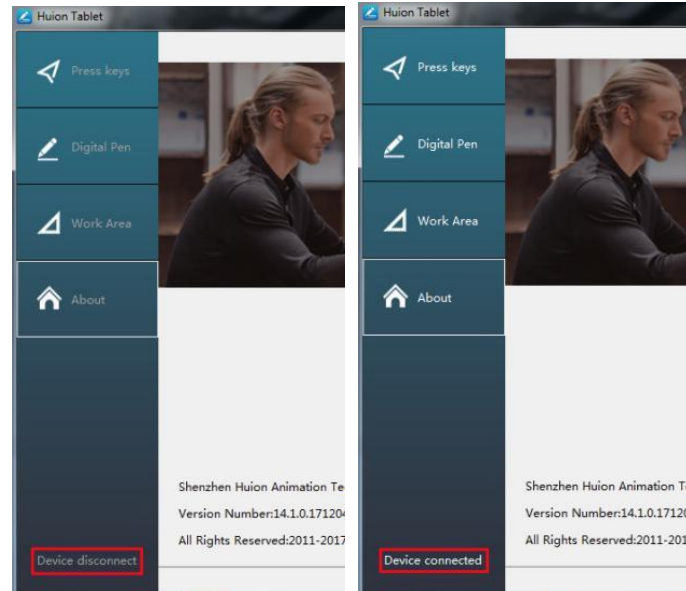 Huion Tablet
Press keys
Digital Pen
Work Area
About
Shenzhen Huion Animation Te
Version Number:14.1.0.171204
All Rights Reserved:2011-2017
Device disconnect
Huion Tablet
Press keys
Digital Pen
Work Area
About
Shenzhen Huion Animation T
Version Number:14.1.0.17120
All Rights Reserved:2011-201
Device connected